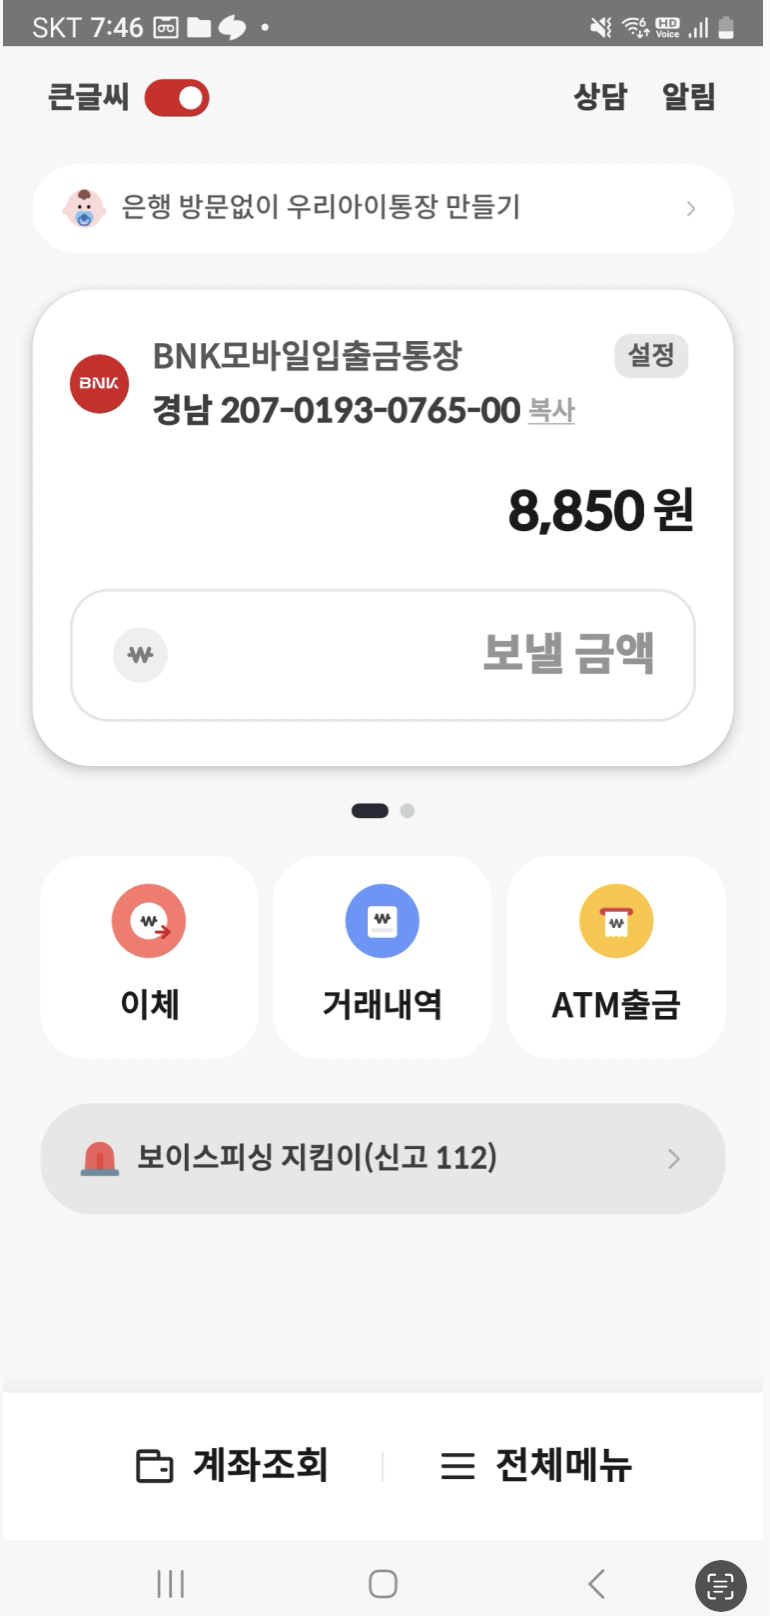 SKT 7:46
HD Voice
큰글씨
상담 알림
은행 방문없이 우리아이통장 만들기
BNK모바일입출금통장 설정
BNK
경남 207-0193-0765-00 복사
8,850 원
₩ 보낼 금액
₩ ₩ ₩
이체 거래내역 ATM출금
보이스피싱 지킴이(신고 112)
계좌조회 전체메뉴